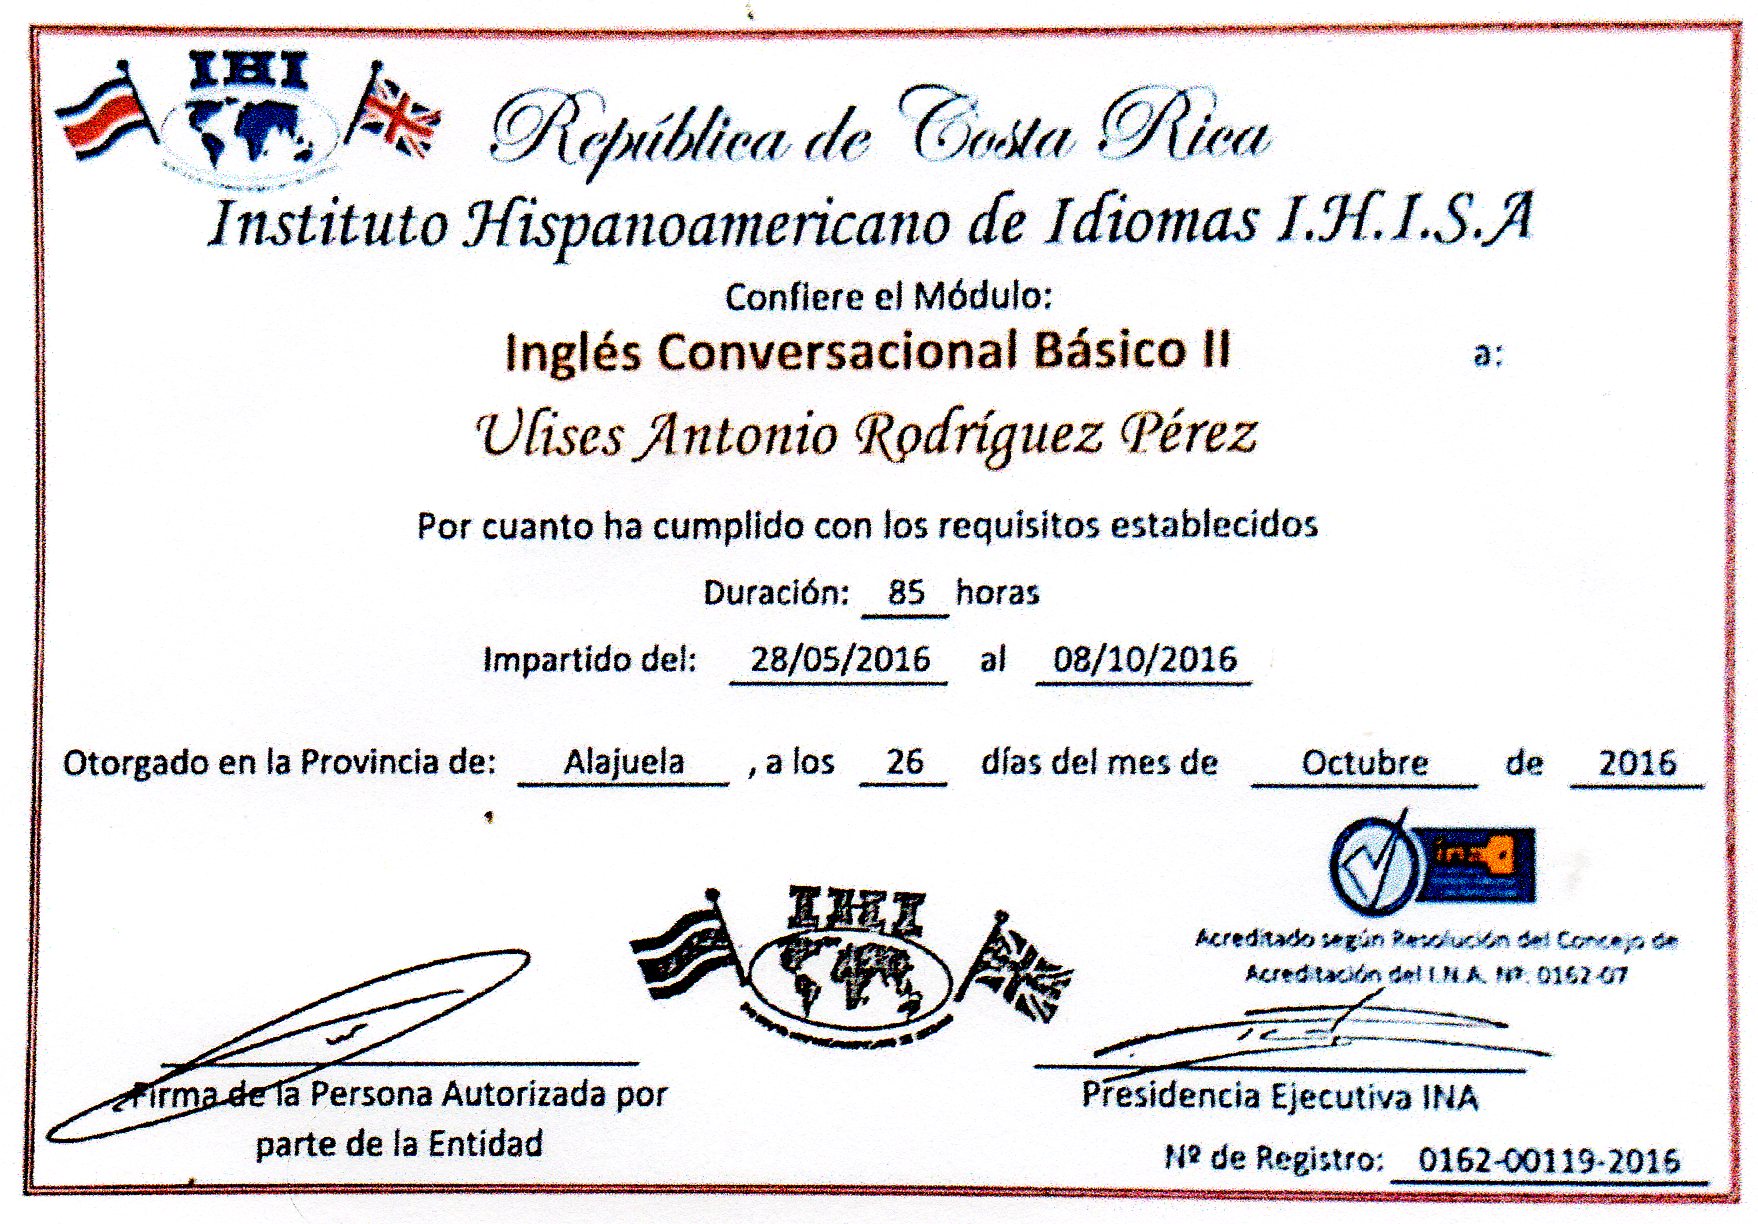 IHI
República de Costa Rica
Instituto Hispanoamericano de Idiomas I.H.I.S.A
Confiere el Módulo:
Inglés Conversacional Básico II a:
Ulises Antonio Rodríguez Pérez
Por cuanto ha cumplido con los requisitos establecidos
Duración: 85 horas
Impartido del: 28/05/2016 al 08/10/2016
Otorgado en la Provincia de: Alajuela , a los 26 días del mes de Octubre de 2016
ina
IHI
Acreditado según Resolución del Concejo de
Acreditación del I.N.A. Nº. 0162-07
Firma de la Persona Autorizada por
parte de la Entidad
Presidencia Ejecutiva INA
Nº de Registro: 0162-00119-2016